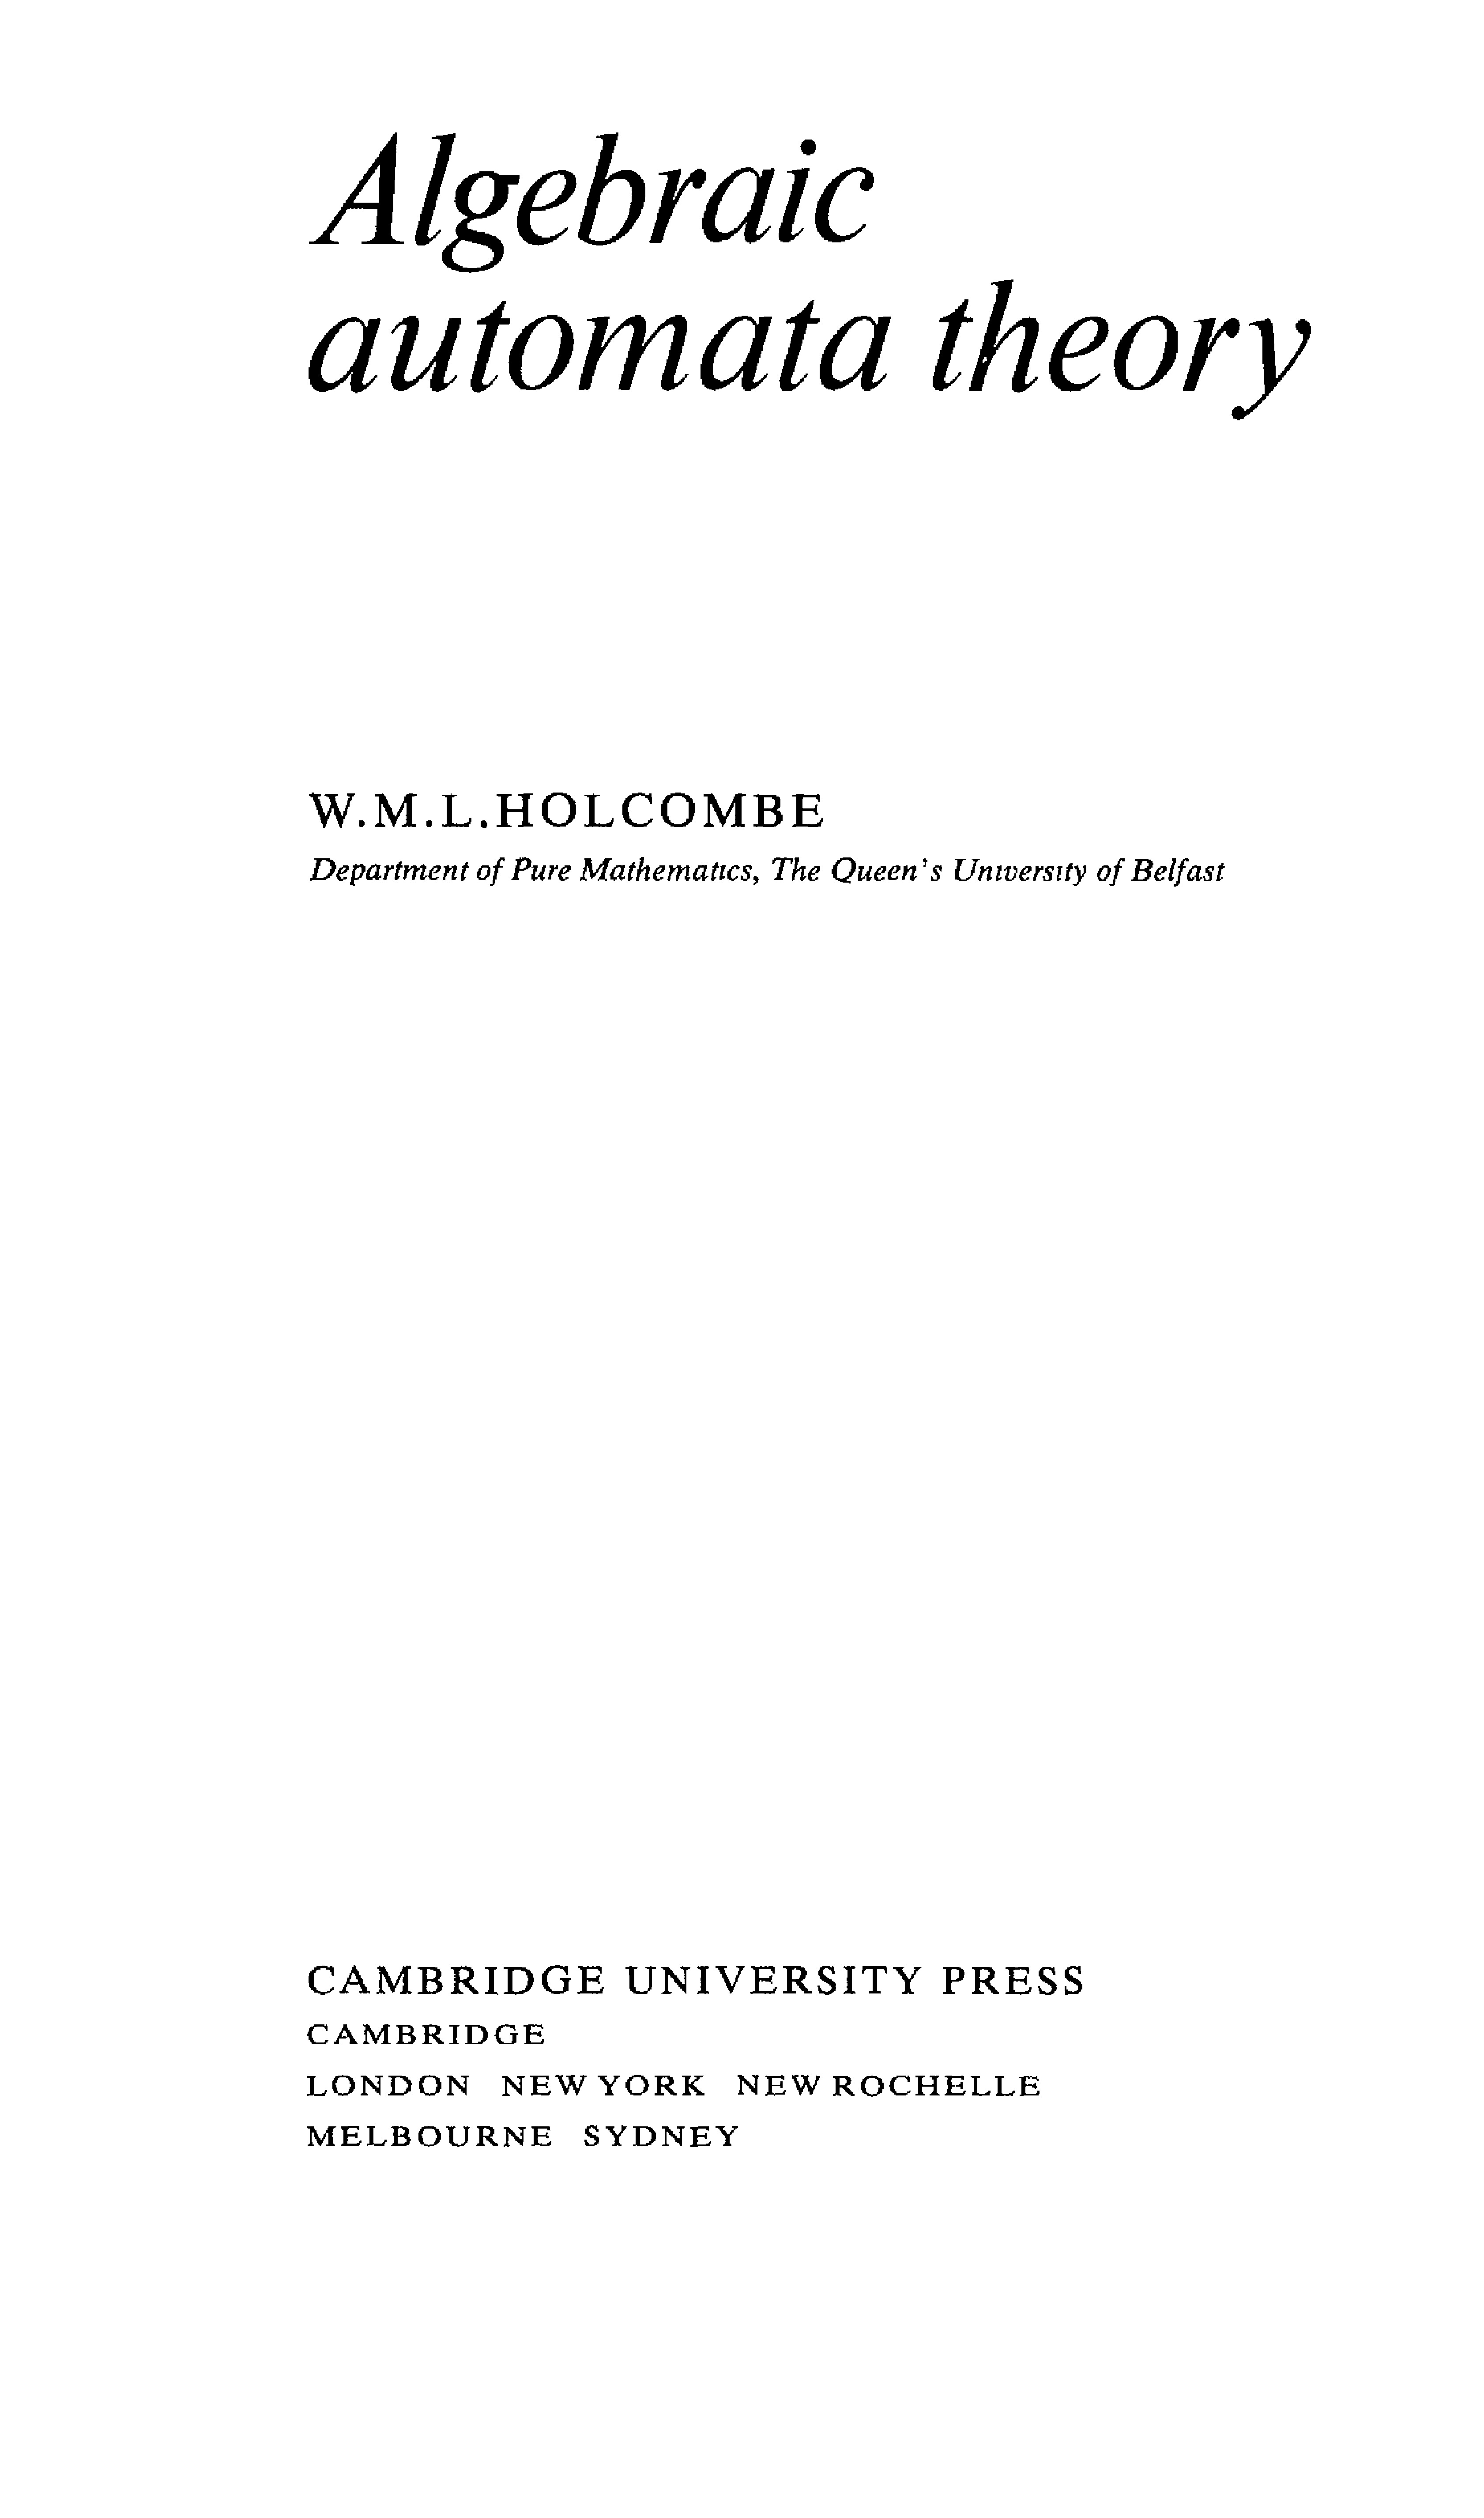 Algebraic
automata theory
W.M.L.HOLCOMBE
Department of Pure Mathematics, The Queen's University of Belfast
CAMBRIDGE UNIVERSITY PRESS
CAMBRIDGE
LONDON NEW YORK NEW ROCHELLE
MELBOURNE SYDNEY